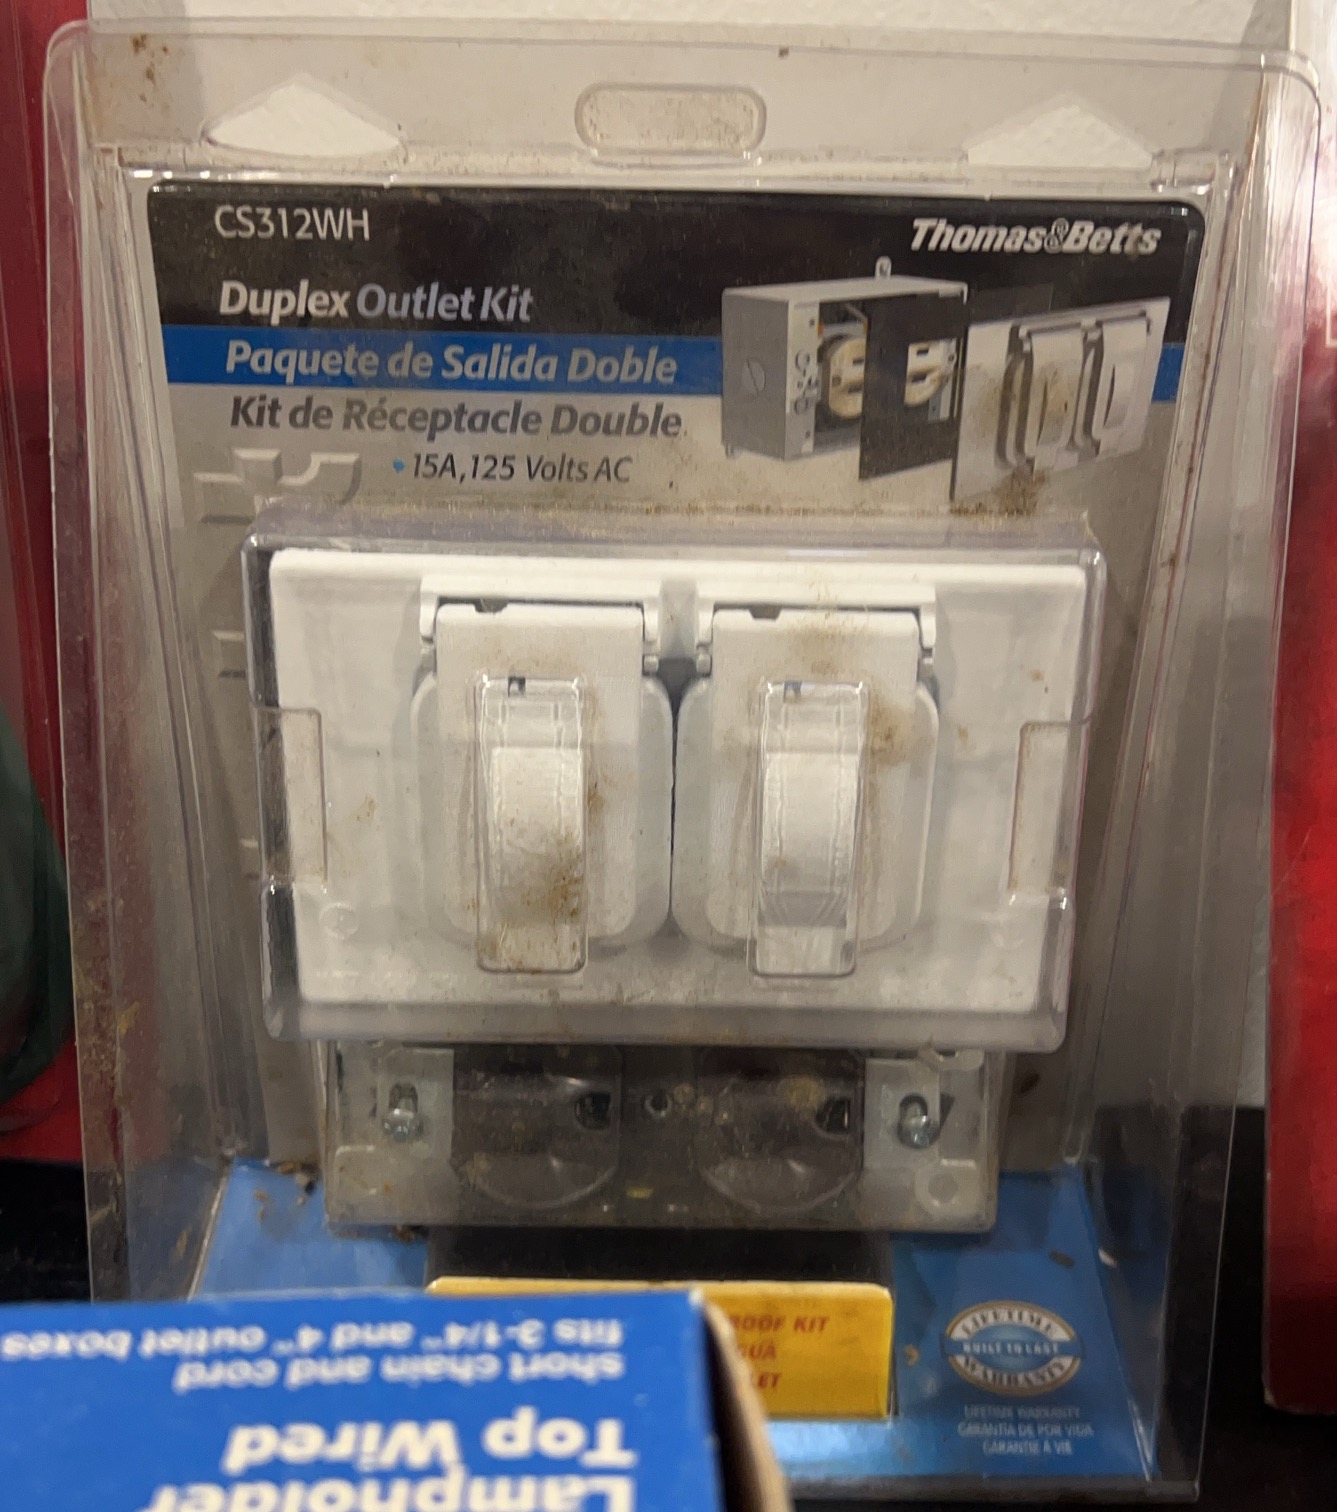 CS312WH
Thomas&Betts
Duplex Outlet Kit
Paquete de Salida Doble
Kit de Réceptacle Double
• 15A, 125 Volts AC
ROOF KIT
GUA
LET
LIFETIME
BUILT TO LAST
WARRANTY
LIFETIME WARRANTY
GARANTIA DE POR VIDA
GARANTIE À VIE
Lampholder
Top Wired
short chain and cord
fits 3-1/4" and 4" outlet boxes